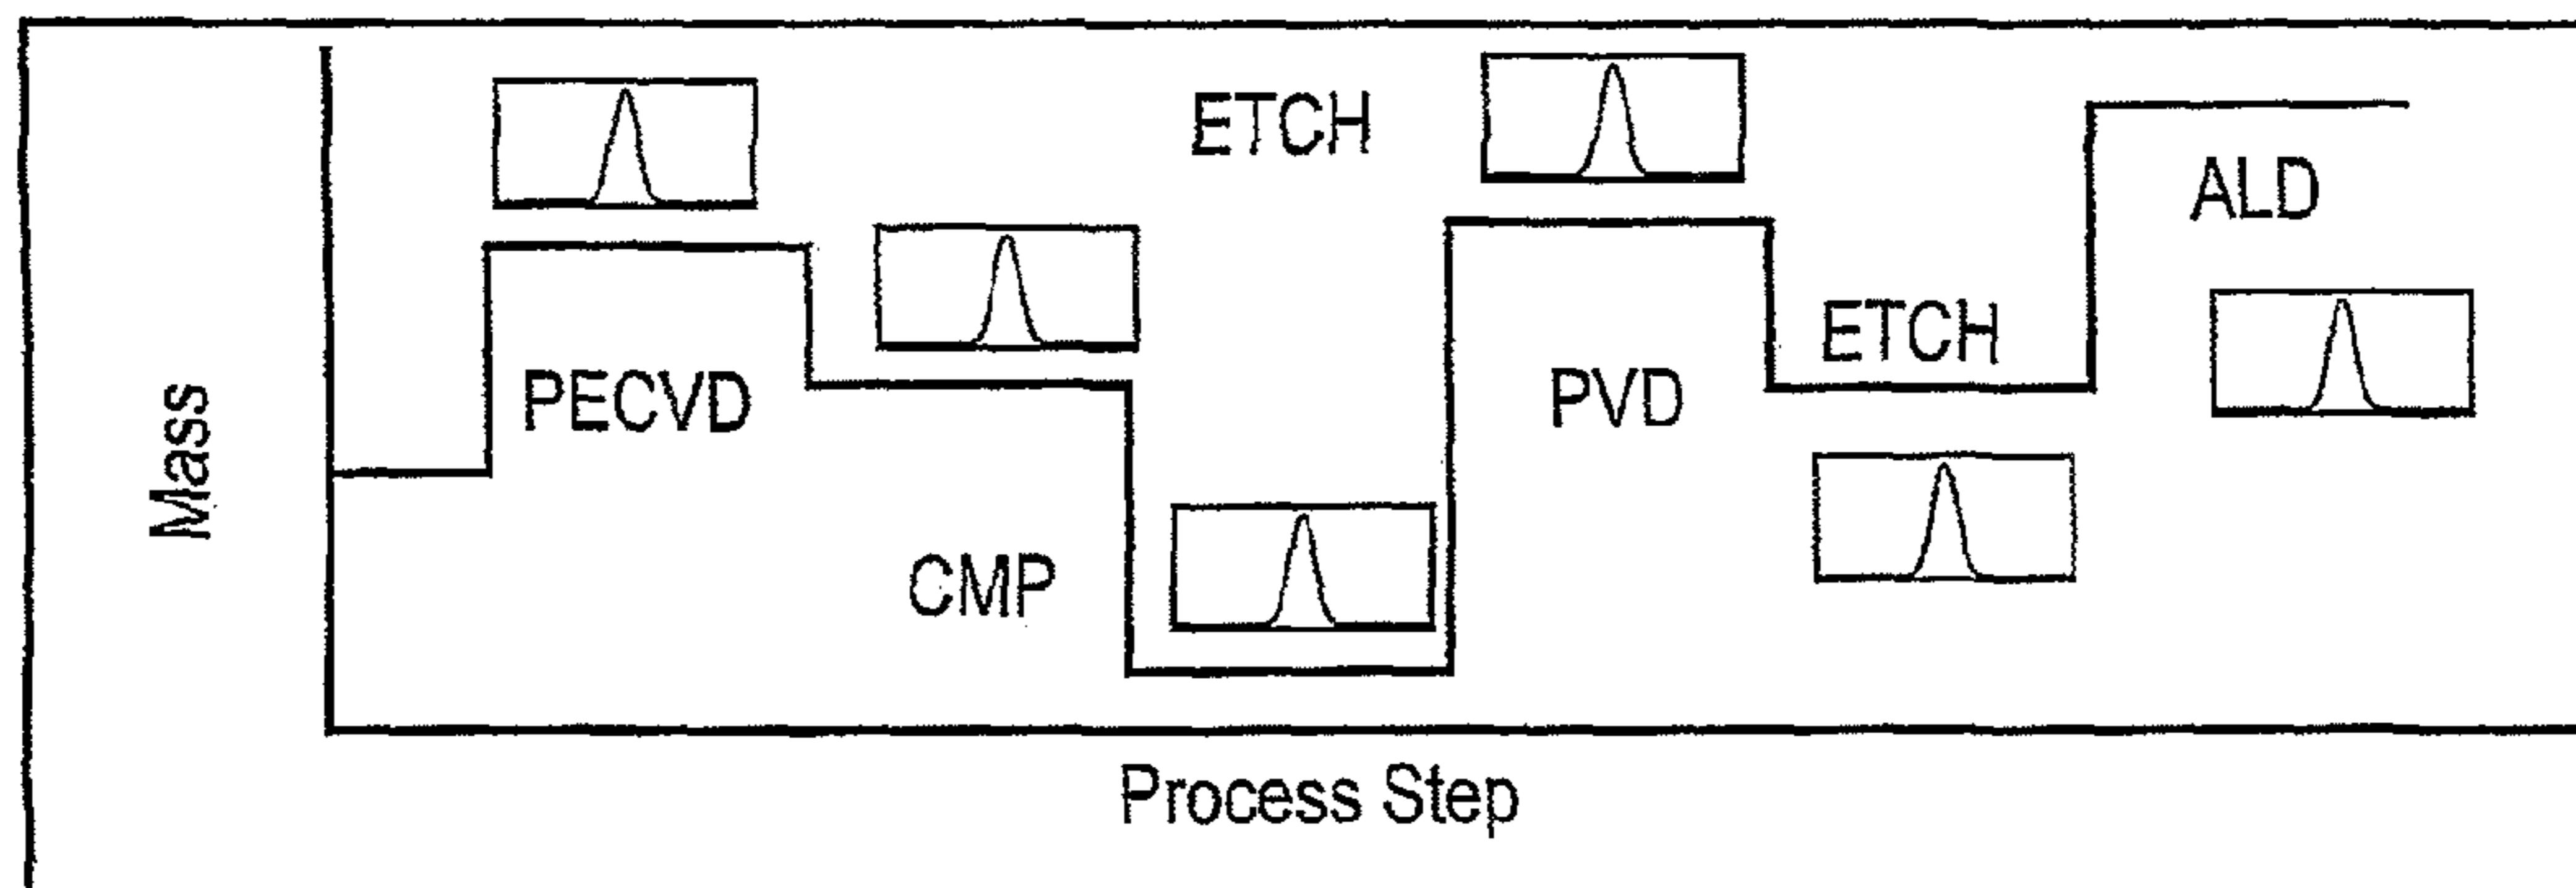 ETCH
ALD
ETCH
PECVD
PVD
Mass
CMP
Process Step